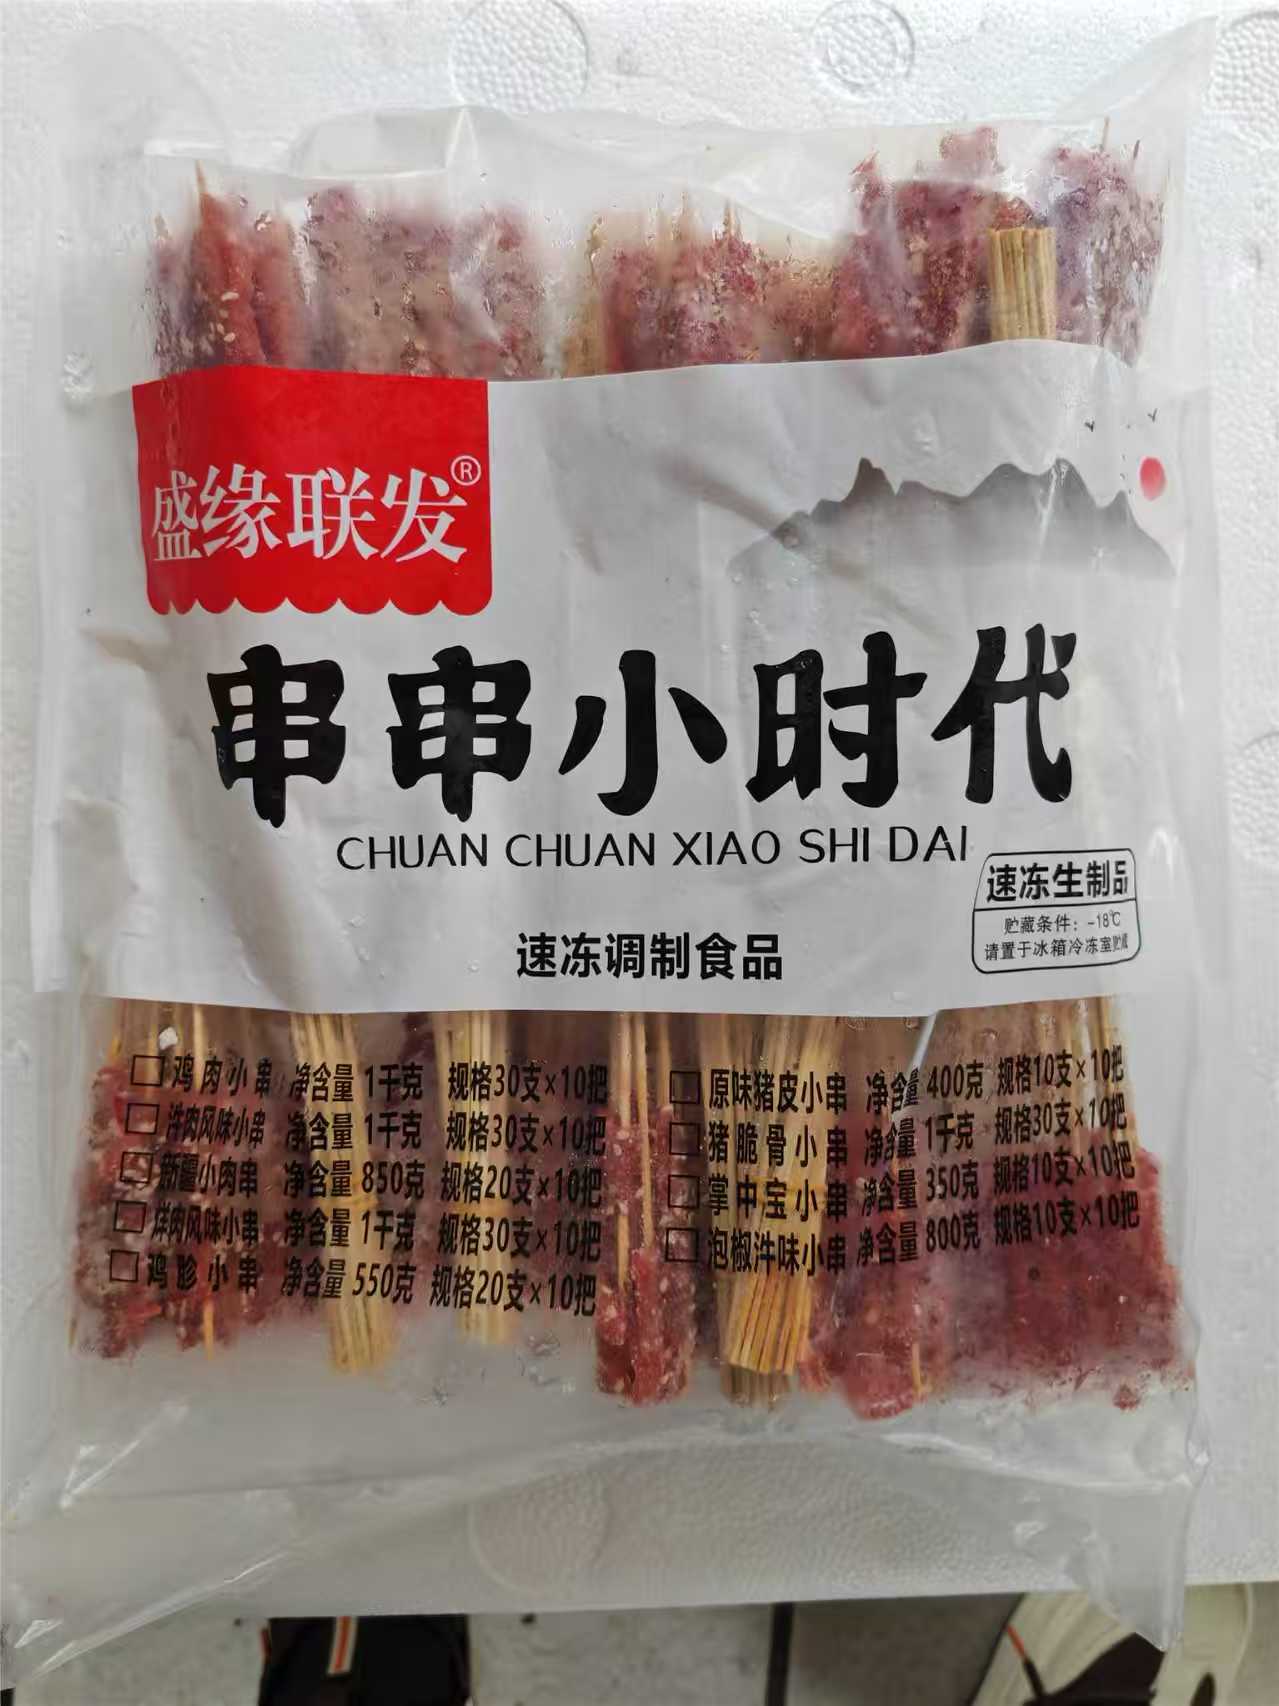 盛缘联发®
串串小时代
CHUAN CHUAN XIAO SHI DAI
速冻生制品
贮藏条件：-18℃
请置于冰箱冷冻室贮藏
速冻调制食品
□鸡肉小串 净含量1千克 规格30支×10把
□汼肉风味小串 净含量1千克 规格30支×10把
□新疆小肉串 净含量850克 规格20支×10把
□烊肉风味小串 净含量1千克 规格30支×10把
□鸡胗小串 净含量550克 规格20支×10把
□原味猪皮小串 净含量400克 规格10支×10把
□猪脆骨小串 净含量1千克 规格30支×10把
□掌中宝小串 净含量350克 规格10支×10把
□泡椒汼味小串 净含量800克 规格10支×10把